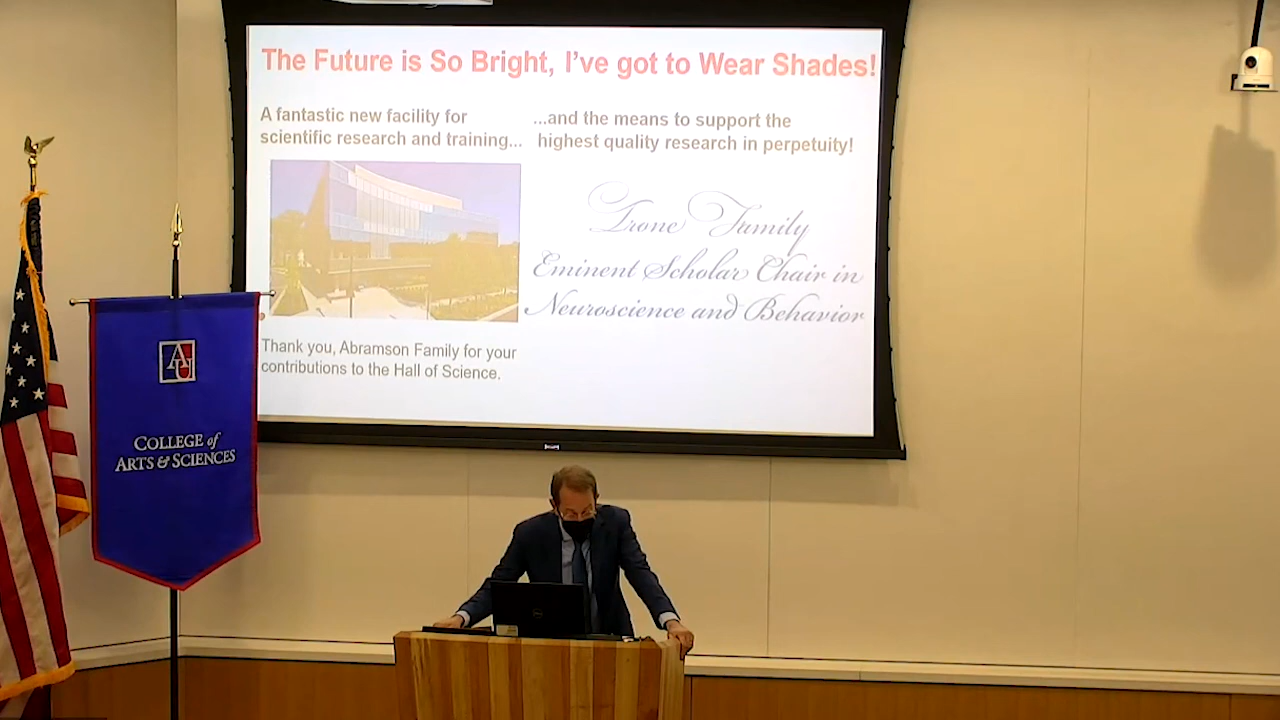 The Future is So Bright, I've got to Wear Shades!
A fantastic new facility for
scientific research and training...
...and the means to support the
highest quality research in perpetuity!
Trone Family
Eminent Scholar Chair in
Neuroscience and Behavior
Thank you, Abramson Family for your
contributions to the Hall of Science.
AU
COLLEGE of
ARTS & SCIENCES